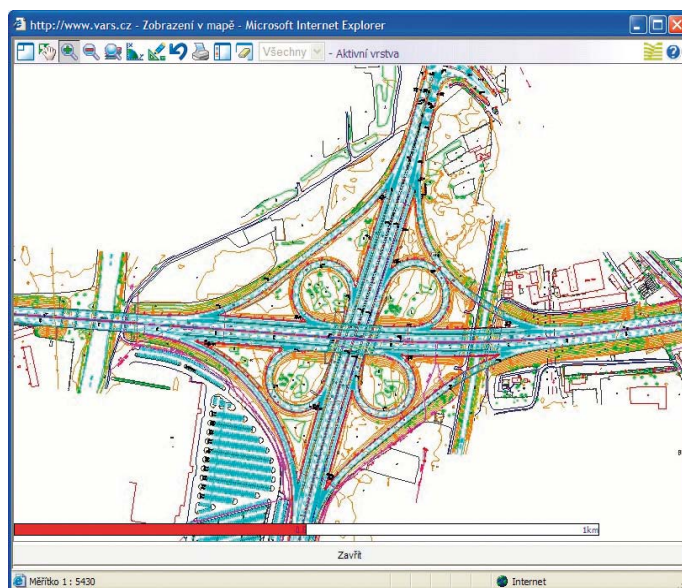 http://www.vars.cz - Zobrazení v mapě - Microsoft Internet Explorer
Všechny - Aktivní vrstva
1km
Zavřít
Měřítko 1 : 5430
Internet